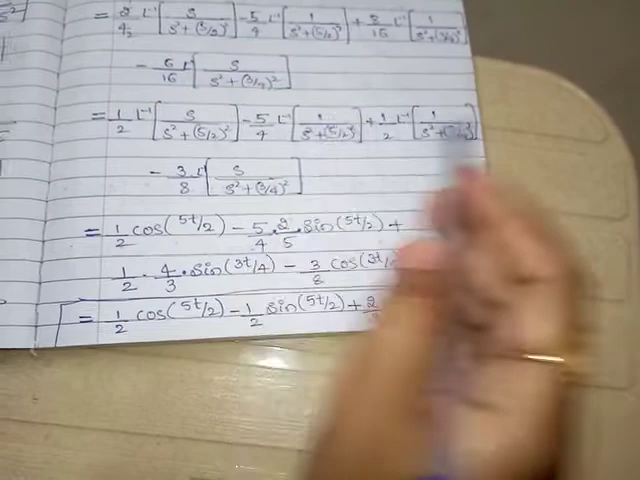 = 2/4 L⁻¹[s/(s²+(5/2)²)] - 5/4 L⁻¹[1/(s²+(5/2)²)] + 8/16 L⁻¹[1/(s²+(3/4)²)]
- 6/16 L⁻¹[s/(s²+(3/4)²)]
= 1/2 L⁻¹[s/(s²+(5/2)²)] - 5/4 L⁻¹[1/(s²+(5/2)²)] + 1/2 L⁻¹[1/(s²+
- 3/8 L⁻¹[s/(s²+(3/4)²)]
= 1/2 cos(5t/2) - 5/4 . 2/5 . sin(5t/2) +
1/2 . 4/3 . sin(3t/4) - 3/8 cos(3t/
= 1/2 cos(5t/2) - 1/2 sin(5t/2) + 2/